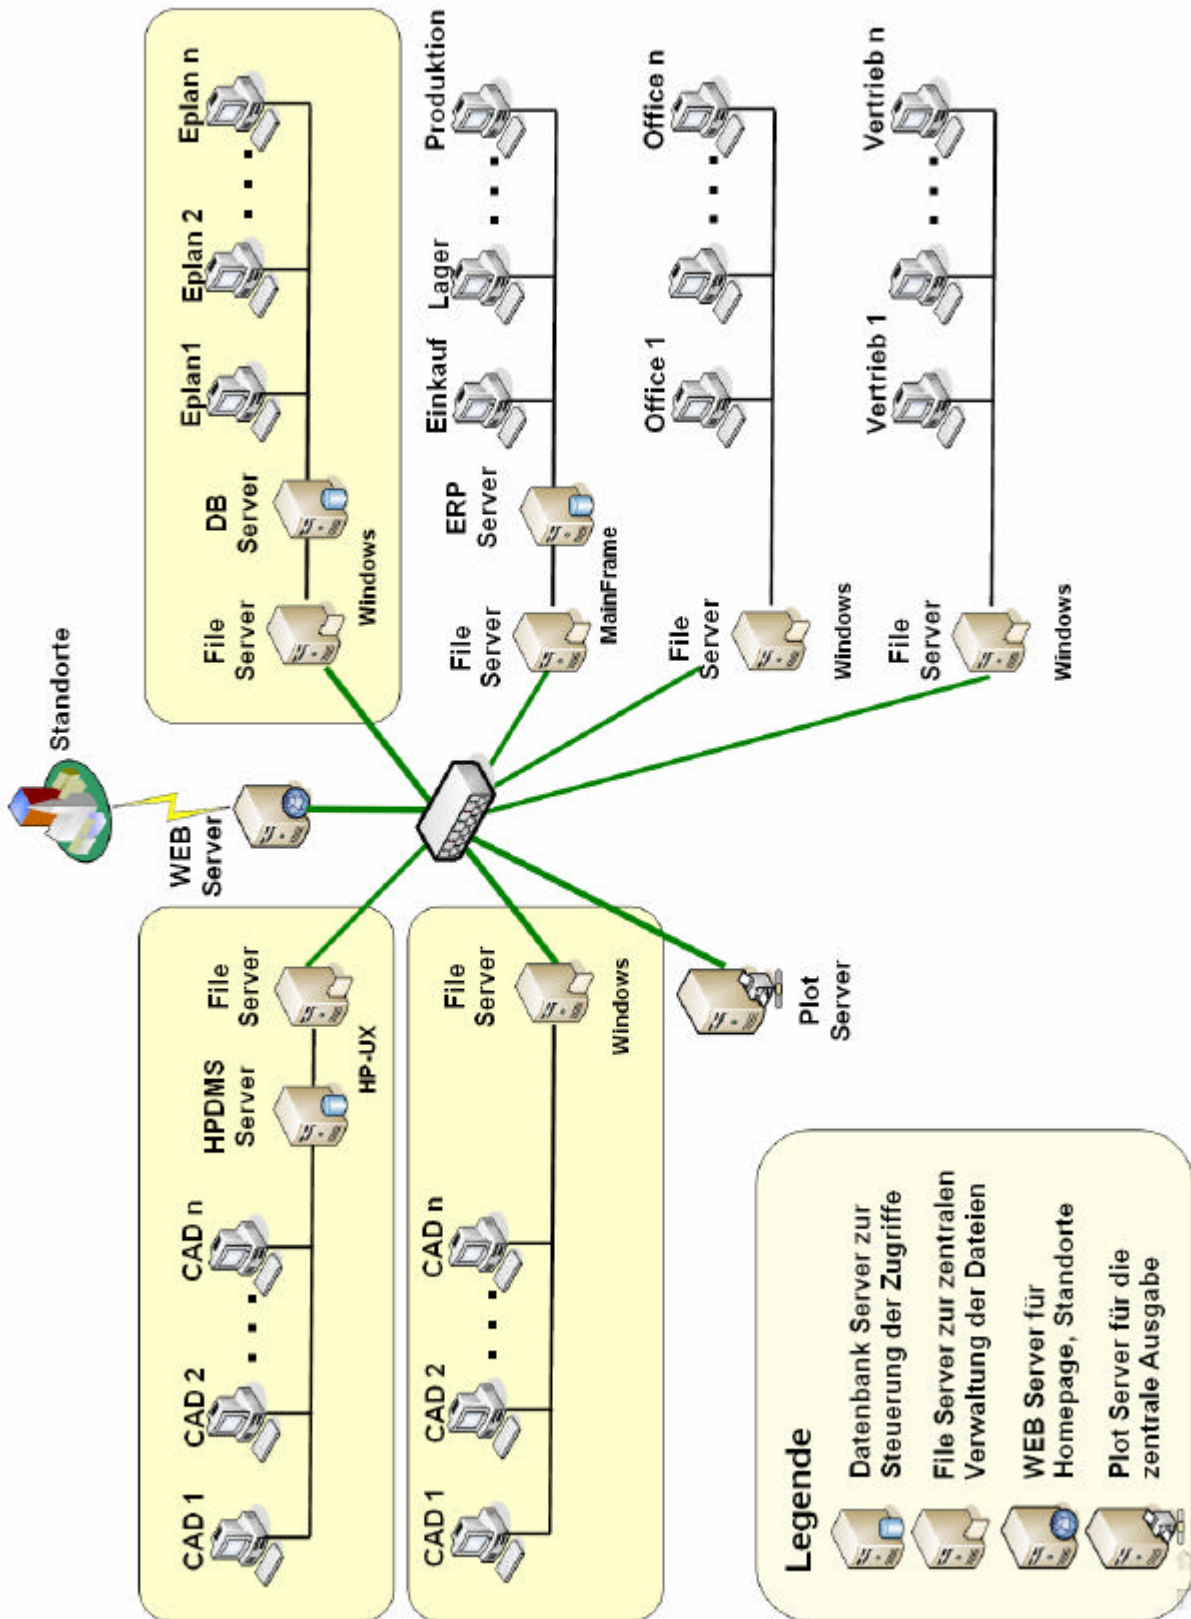 Standorte
WEB
Server
HPDMS
Server
File
Server
HP-UX
CAD 1
CAD 2
CAD n
File
Server
DB
Server
Windows
Eplan1
Eplan 2
Eplan n
CAD 1
CAD 2
CAD n
File
Server
Windows
File
Server
ERP
Server
MainFrame
Einkauf
Lager
Produktion
Plot
Server
File
Server
Windows
Office 1
Office n
File
Server
Windows
Vertrieb 1
Vertrieb n
Legende
Datenbank Server zur
Steuerung der Zugriffe
File Server zur zentralen
Verwaltung der Dateien
WEB Server für
Homepage, Standorte
Plot Server für die
zentrale Ausgabe